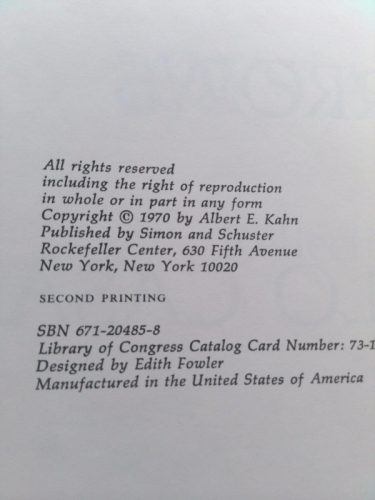 All rights reserved
including the right of reproduction
in whole or in part in any form
Copyright © 1970 by Albert E. Kahn
Published by Simon and Schuster
Rockefeller Center, 630 Fifth Avenue
New York, New York 10020
SECOND PRINTING
SBN 671-20485-8
Library of Congress Catalog Card Number: 73-1
Designed by Edith Fowler
Manufactured in the United States of America